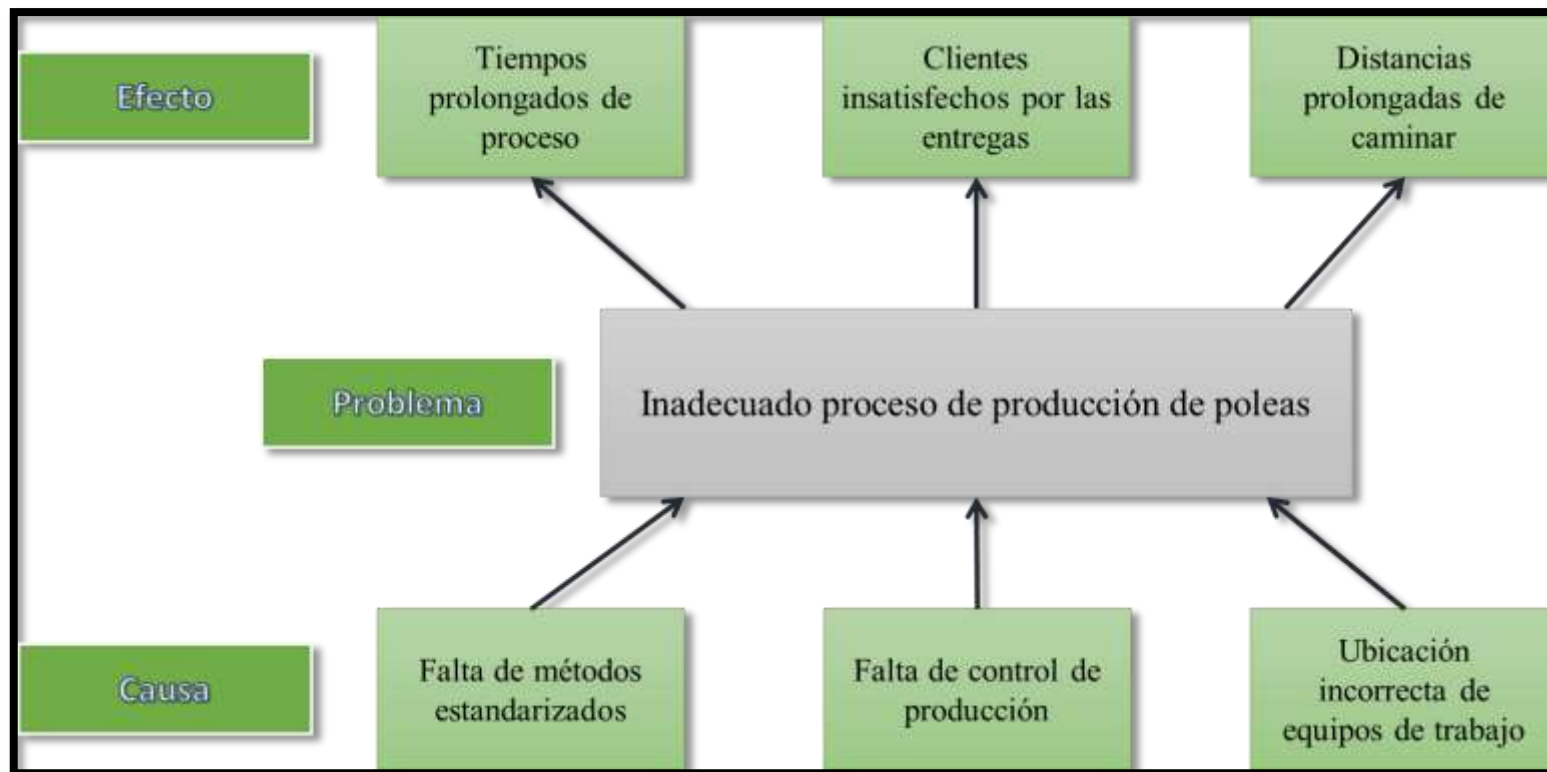 Efecto
Tiempos
prolongados de
proceso
Clientes
insatisfechos por las
entregas
Distancias
prolongadas de
caminar
Problema
Inadecuado proceso de producción de poleas
Causa
Falta de métodos
estandarizados
Falta de control de
producción
Ubicación
incorrecta de
equipos de trabajo